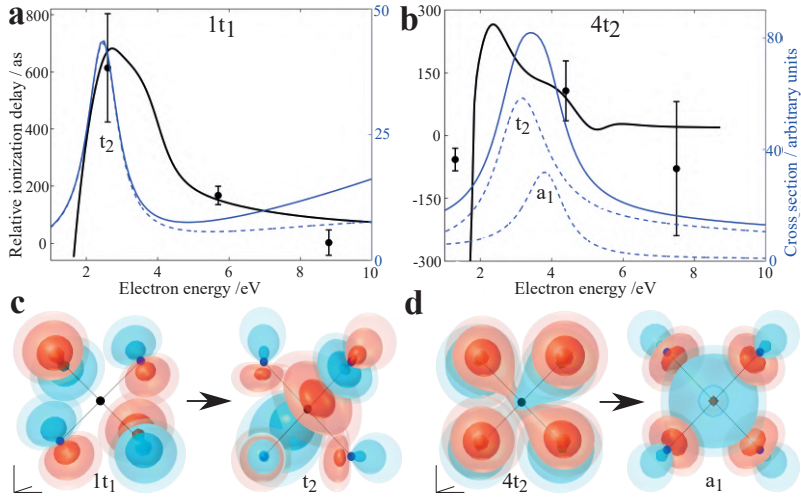 a
1t₁
Relative ionization delay / as
800
600
400
200
0
50
25
0
t₂
2
4
6
8
10
Electron energy /eV
b
4t₂
300
150
0
-150
-300
80
40
0
t₂
a₁
2
4
6
8
10
Electron energy /eV
Cross section / arbitrary units
c
1t₁
t₂
d
4t₂
a₁